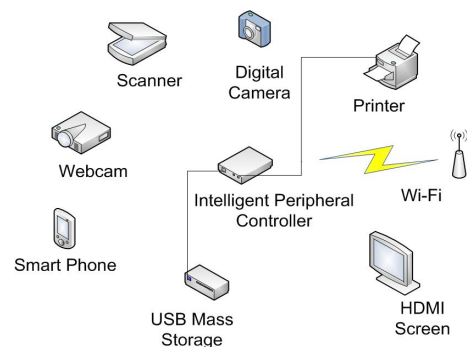 Scanner
Digital
Camera
Printer
Webcam
Intelligent Peripheral
Controller
Wi-Fi
Smart Phone
USB Mass
Storage
HDMI
Screen